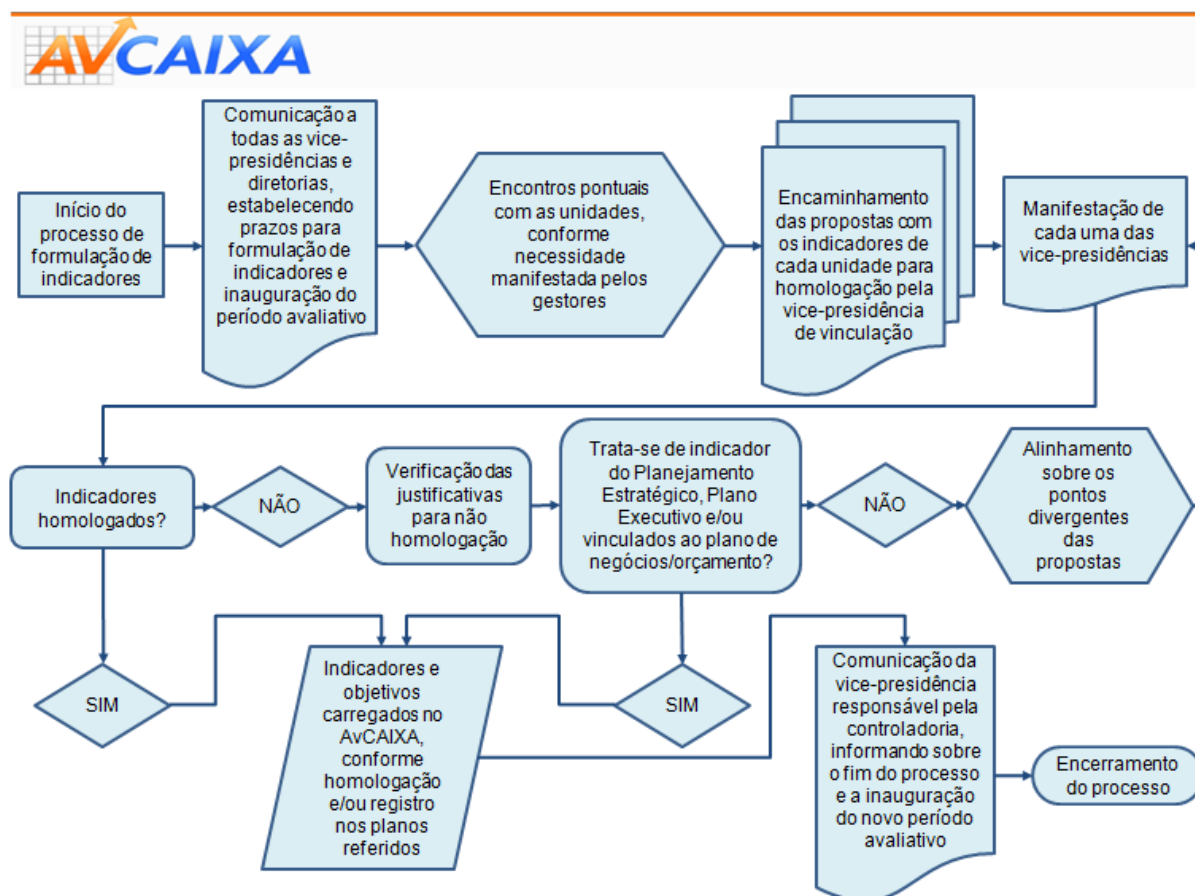 AVCAIXA
Início do
processo de
formulação de
indicadores
Comunicação a
todas as vice-
presidências e
diretorias,
estabelecendo
prazos para
formulação de
indicadores e
inauguração do
período avaliativo
Encontros pontuais
com as unidades,
conforme
necessidade
manifestada pelos
gestores
Encaminhamento
das propostas com
os indicadores de
cada unidade para
homologação pela
vice-presidência
de vinculação
Manifestação de
cada uma das
vice-presidências
Indicadores
homologados?
NÃO
Verificação das
justificativas
para não
homologação
Trata-se de indicador
do Planejamento
Estratégico, Plano
Executivo e/ou
vinculados ao plano de
negócios/orçamento?
NÃO
Alinhamento
sobre os
pontos
divergentes
das
propostas
SIM
Indicadores e
objetivos
carregados no
AvCAIXA,
conforme
homologação
e/ou registro
nos planos
referidos
SIM
Comunicação da
vice-presidência
responsável pela
controladoria,
informando sobre
o fim do processo
e a inauguração
do novo período
avaliativo
Encerramento
do processo